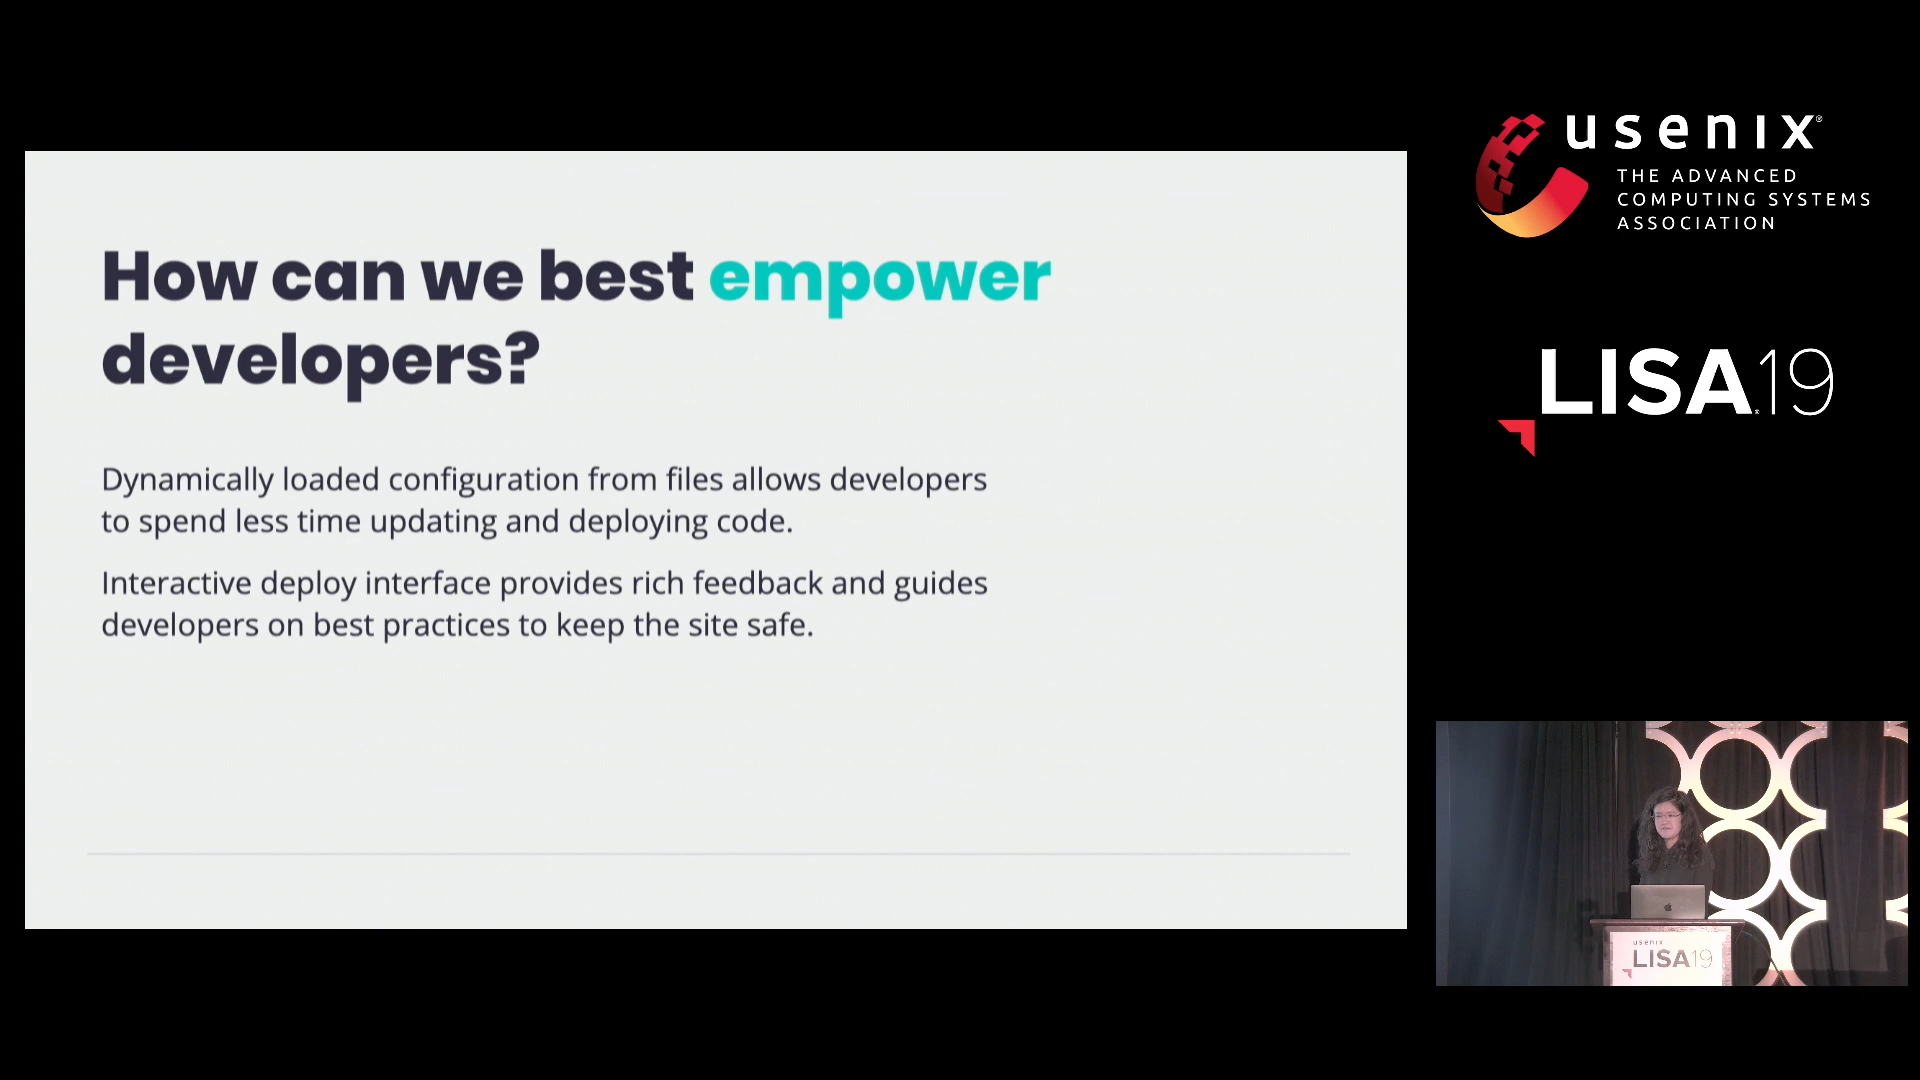 How can we best empower
developers?
Dynamically loaded configuration from files allows developers
to spend less time updating and deploying code.
Interactive deploy interface provides rich feedback and guides
developers on best practices to keep the site safe.
usenix®
THE ADVANCED
COMPUTING SYSTEMS
ASSOCIATION
LISA19
usenix
LISA19